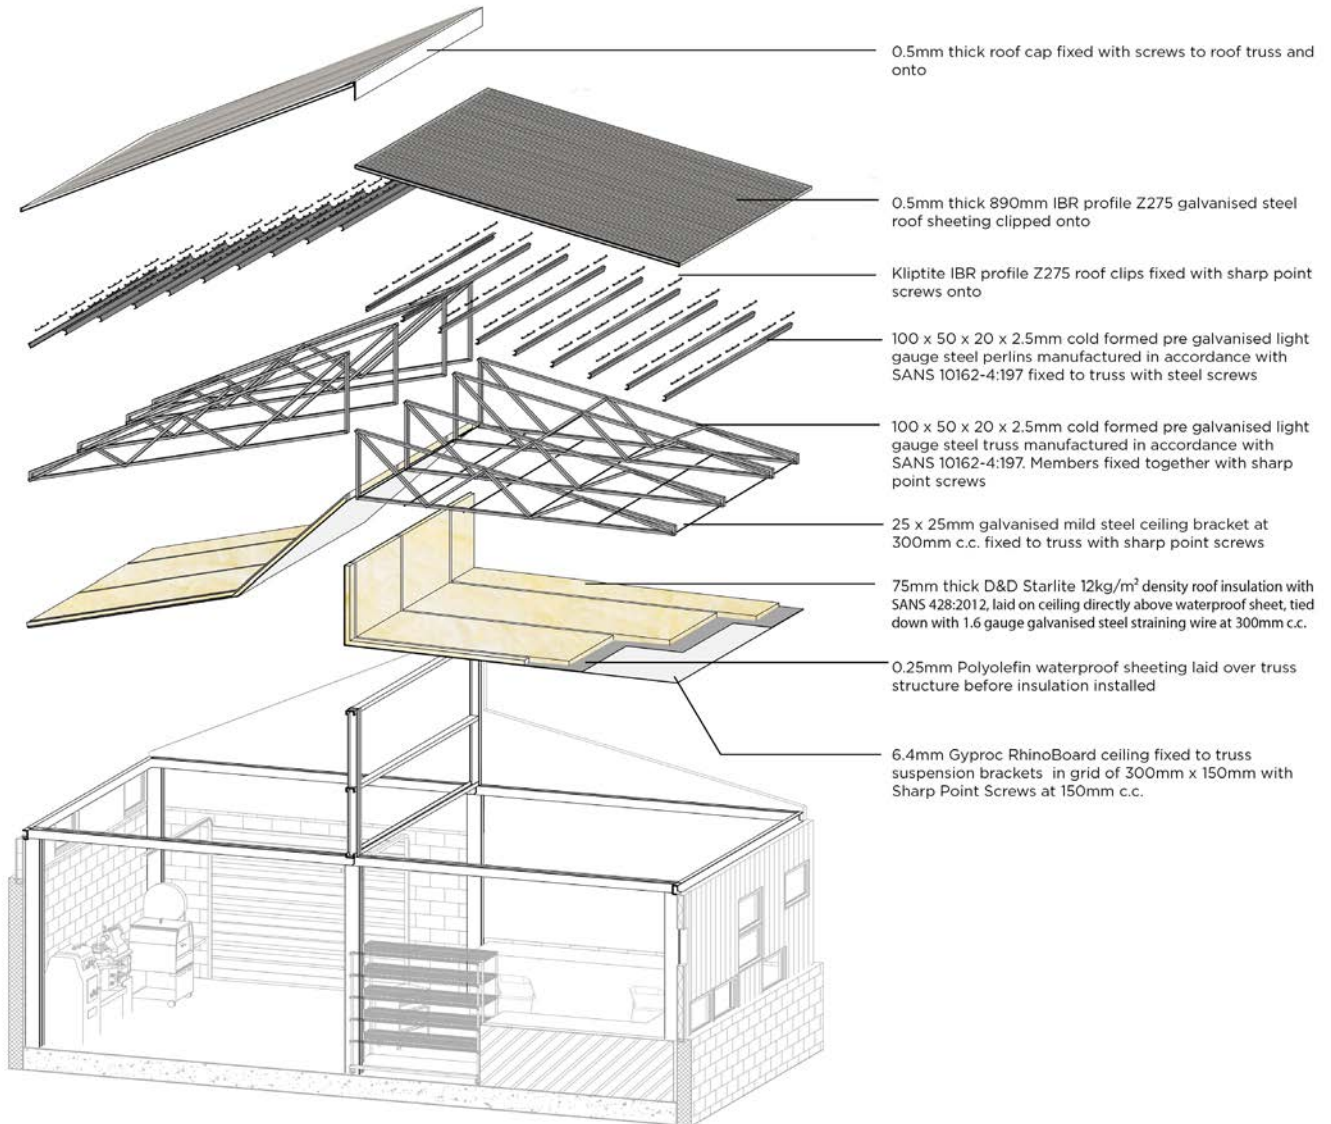 0.5mm thick roof cap fixed with screws to roof truss and
onto
0.5mm thick 890mm IBR profile Z275 galvanised steel
roof sheeting clipped onto
Kliptite IBR profile Z275 roof clips fixed with sharp point
screws onto
100 x 50 x 20 x 2.5mm cold formed pre galvanised light
gauge steel perlins manufactured in accordance with
SANS 10162-4:197 fixed to truss with steel screws
100 x 50 x 20 x 2.5mm cold formed pre galvanised light
gauge steel truss manufactured in accordance with
SANS 10162-4:197. Members fixed together with sharp
point screws
25 x 25mm galvanised mild steel ceiling bracket at
300mm c.c. fixed to truss with sharp point screws
75mm thick D&D Starlite 12kg/m² density roof insulation with
SANS 428:2012, laid on ceiling directly above waterproof sheet, tied
down with 1.6 gauge galvanised steel straining wire at 300mm c.c.
0.25mm Polyolefin waterproof sheeting laid over truss
structure before insulation installed
6.4mm Gyproc RhinoBoard ceiling fixed to truss
suspension brackets in grid of 300mm x 150mm with
Sharp Point Screws at 150mm c.c.